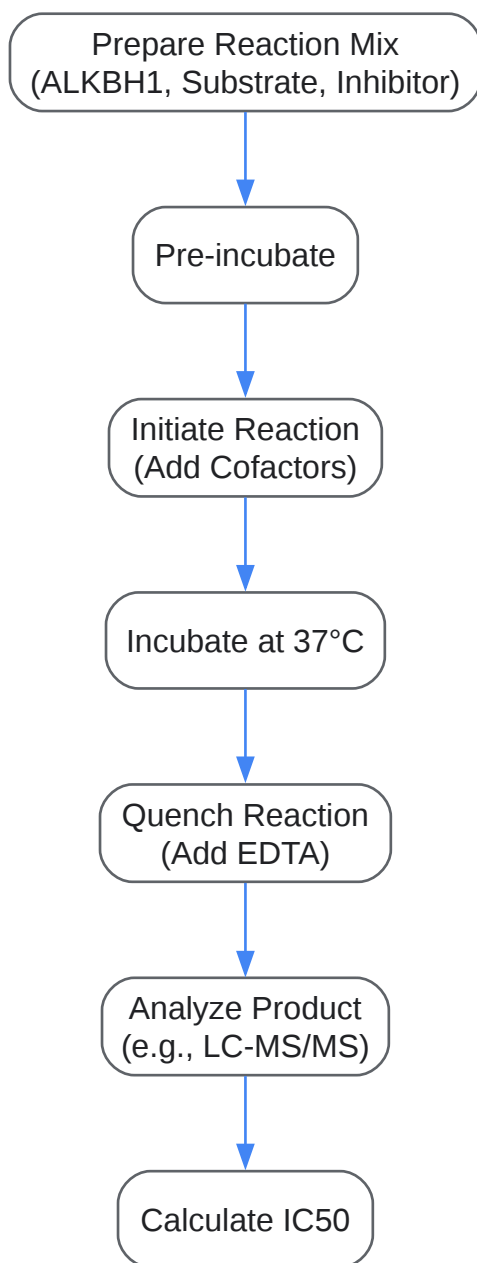 Prepare Reaction Mix
(ALKBH1, Substrate, Inhibitor)
Pre-incubate
Initiate Reaction
(Add Cofactors)
Incubate at 37°C
Quench Reaction
(Add EDTA)
Analyze Product
(e.g., LC-MS/MS)
Calculate IC50